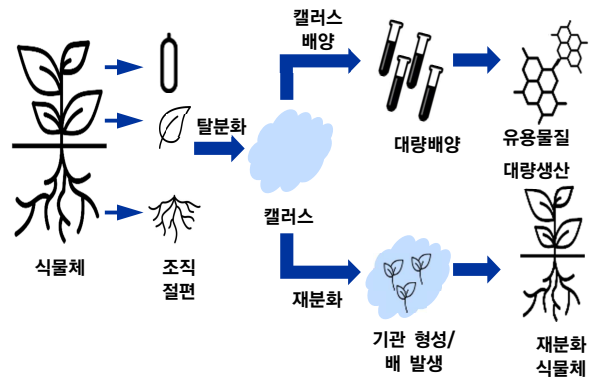 캘러스
배양
탈분화
대량배양
유용물질
대량생산
캘러스
식물체
조직
절편
재분화
기관 형성/
배 발생
재분화
식물체